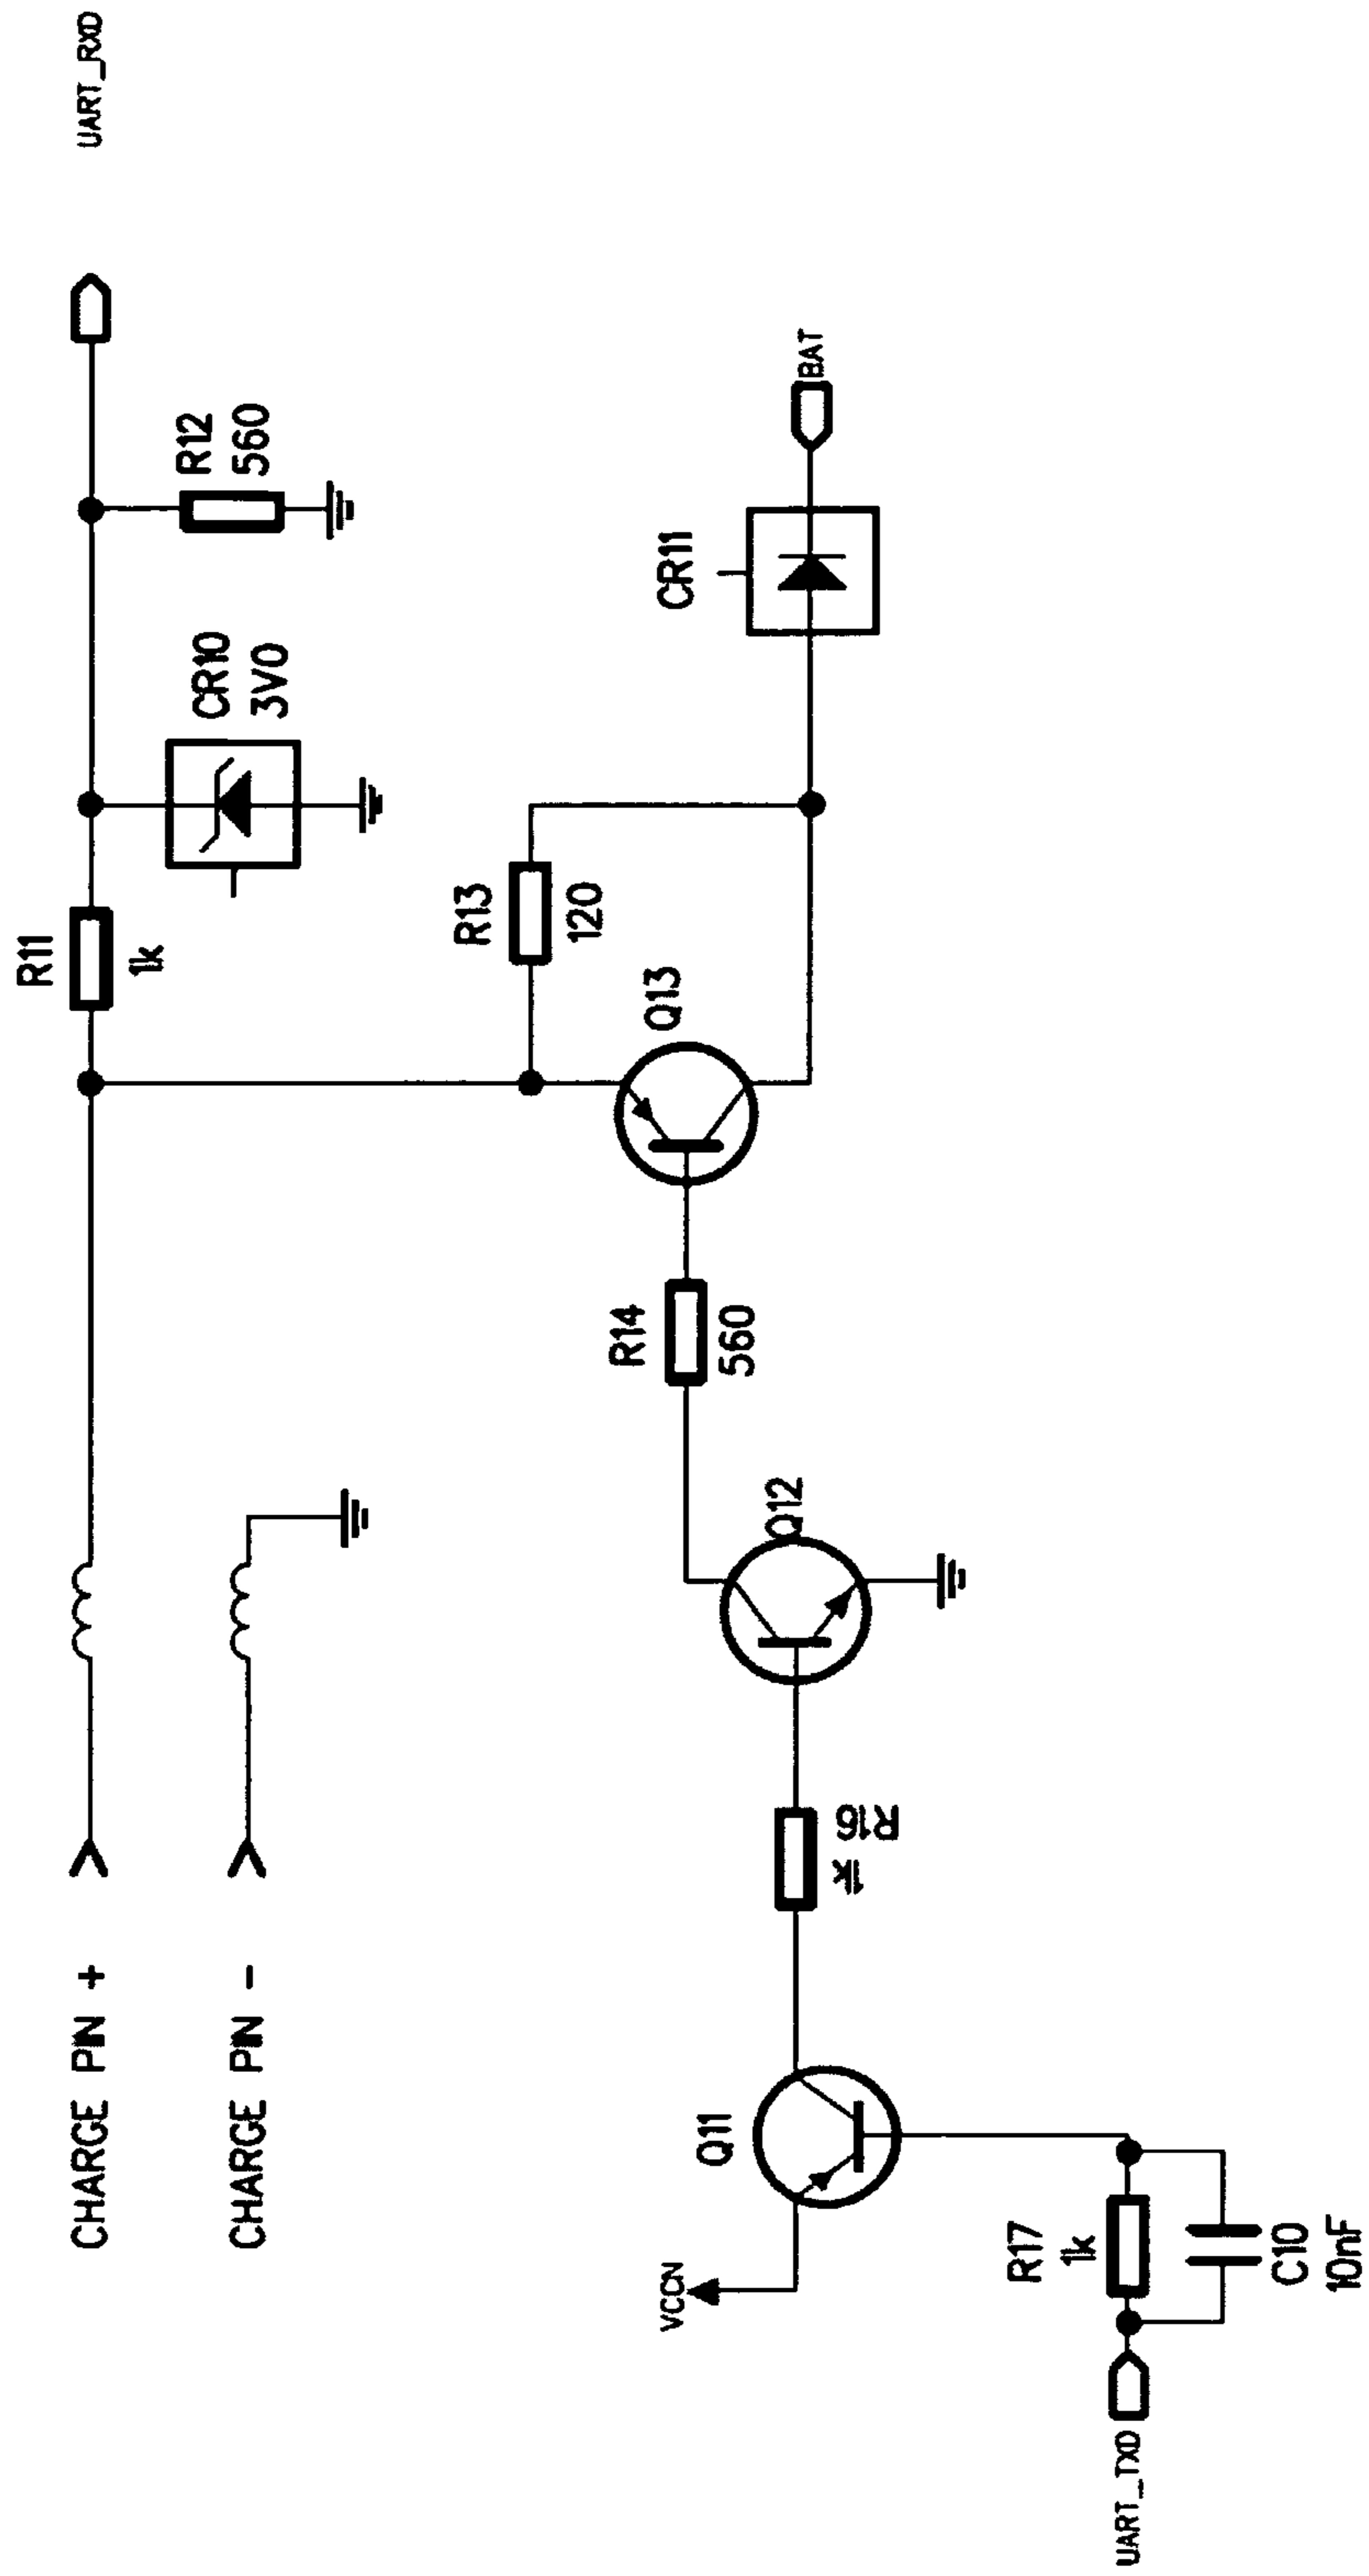 UART_RXD
R12
560
CR10
3V0
R11
1k
BAT
CR11
R13
120
Q13
R14
560
Q12
R16
1k
CHARGE PIN +
CHARGE PIN -
Q11
VCCN
R17
1k
C10
10nF
UART_TXD